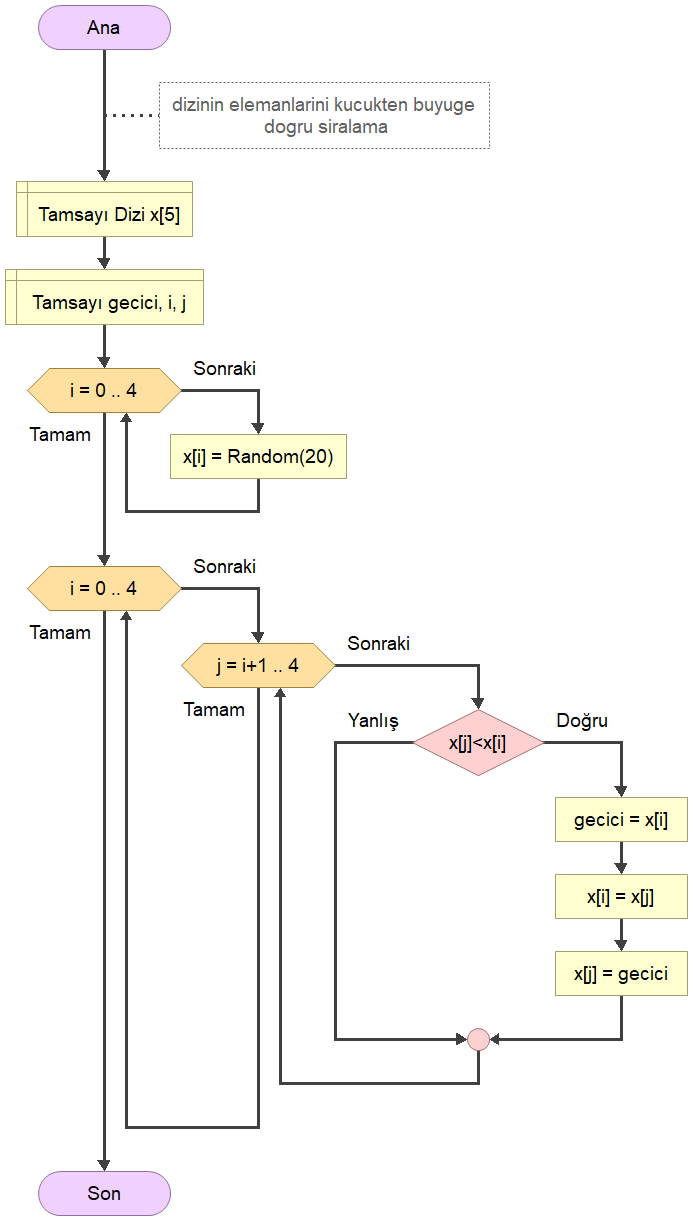 Ana
dizinin elemanlarini kucukten buyuge
dogru siralama
Tamsayı Dizi x[5]
Tamsayı gecici, i, j
i = 0 .. 4
Sonraki
Tamam
x[i] = Random(20)
i = 0 .. 4
Sonraki
Tamam
j = i+1 .. 4
Sonraki
Tamam
x[j]<x[i]
Yanlış
Doğru
gecici = x[i]
x[i] = x[j]
x[j] = gecici
Son